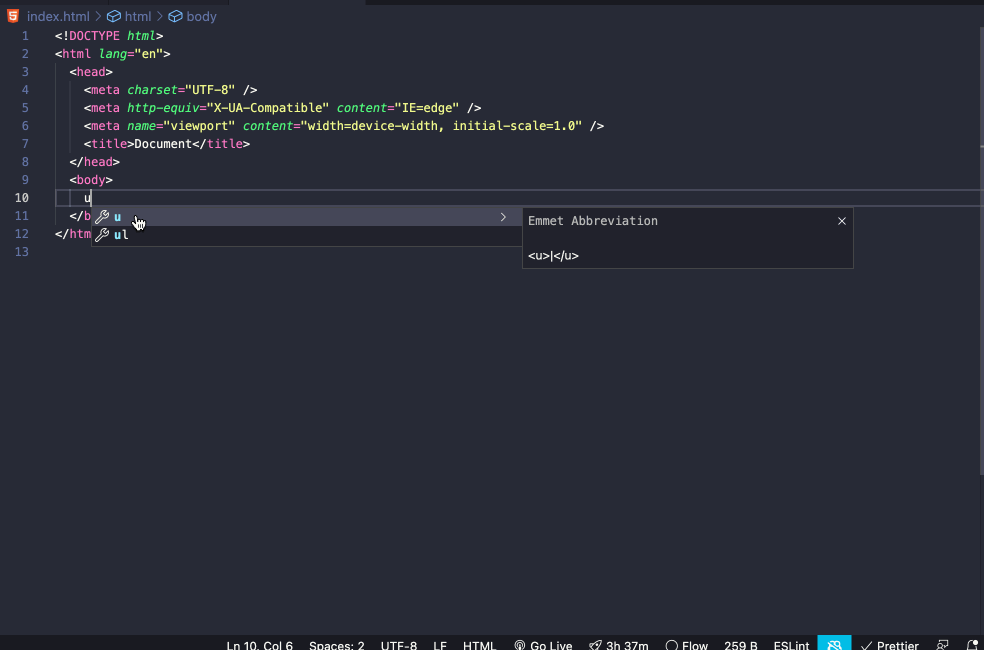 index.html > html > body
1 <!DOCTYPE html>
2 <html lang="en">
3 <head>
4 <meta charset="UTF-8" />
5 <meta http-equiv="X-UA-Compatible" content="IE=edge" />
6 <meta name="viewport" content="width=device-width, initial-scale=1.0" />
7 <title>Document</title>
8 </head>
9 <body>
10 u
11 </b
u
12 </htm
ul
13
Emmet Abbreviation
<u>|</u>
Ln 10, Col 6 Spaces: 2 UTF-8 LF HTML Go Live 3h 37m Flow 259 B ESLint Prettier